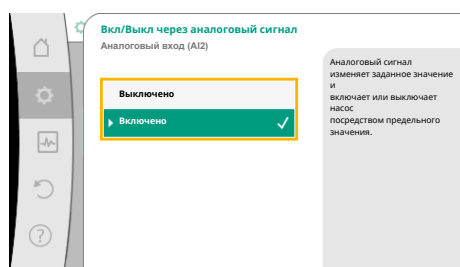 Вкл/Выкл через аналоговый сигнал
Аналоговый вход (AI2)
Выключено
Включено
Аналоговый сигнал
изменяет заданное значение
и
включает или выключает
насос
посредством предельного
значения.
?